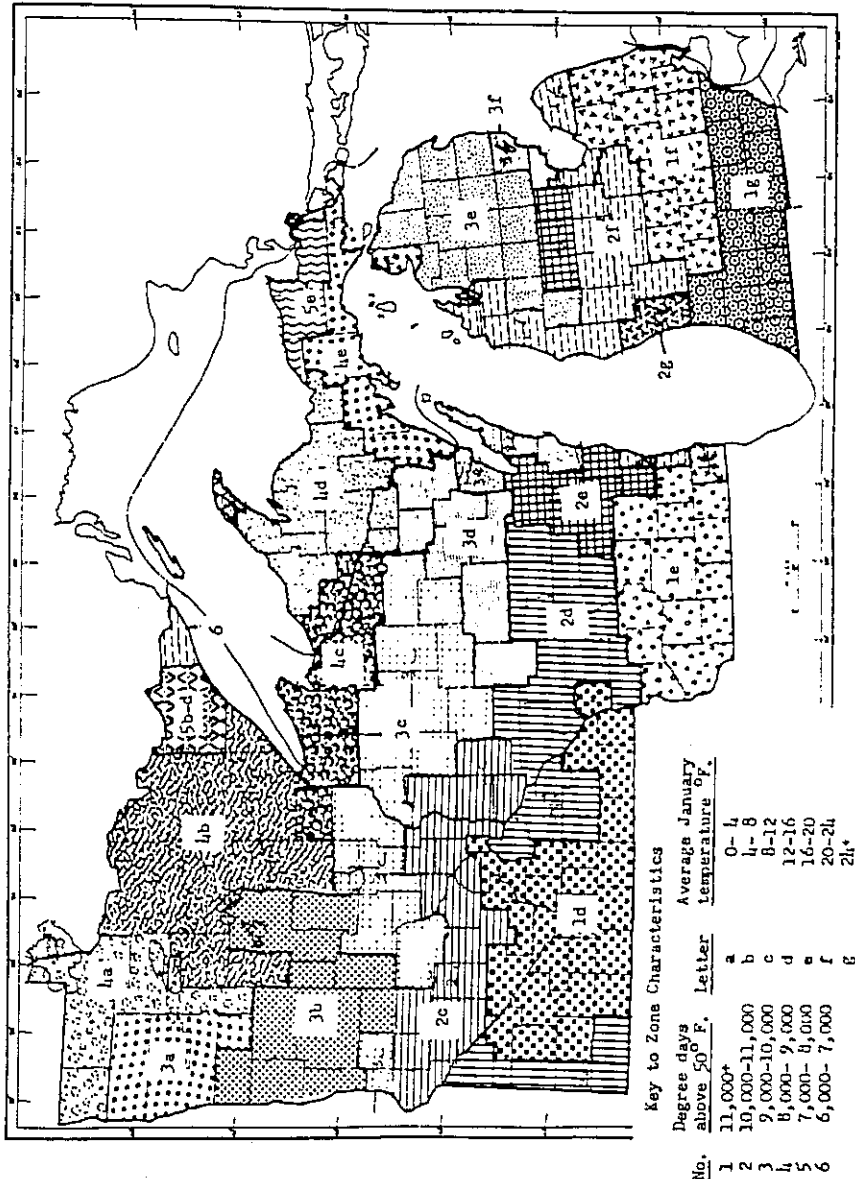 6
5b-d
4b
4a
5e
4e
4d
4c
3a
3b
3c
3d
3e
3e
3f
2c
2d
2e
2f
2g
1d
1e
1f
1g
Key to Zone Characteristics
No. Degree days above 50° F. Letter Average January temperature °F.
1 11,000+ a 0-4
2 10,000-11,000 b 4-8
3 9,000-10,000 c 8-12
4 8,000-9,000 d 12-16
5 7,000-8,000 e 16-20
6 6,000-7,000 f 20-24
g 24+